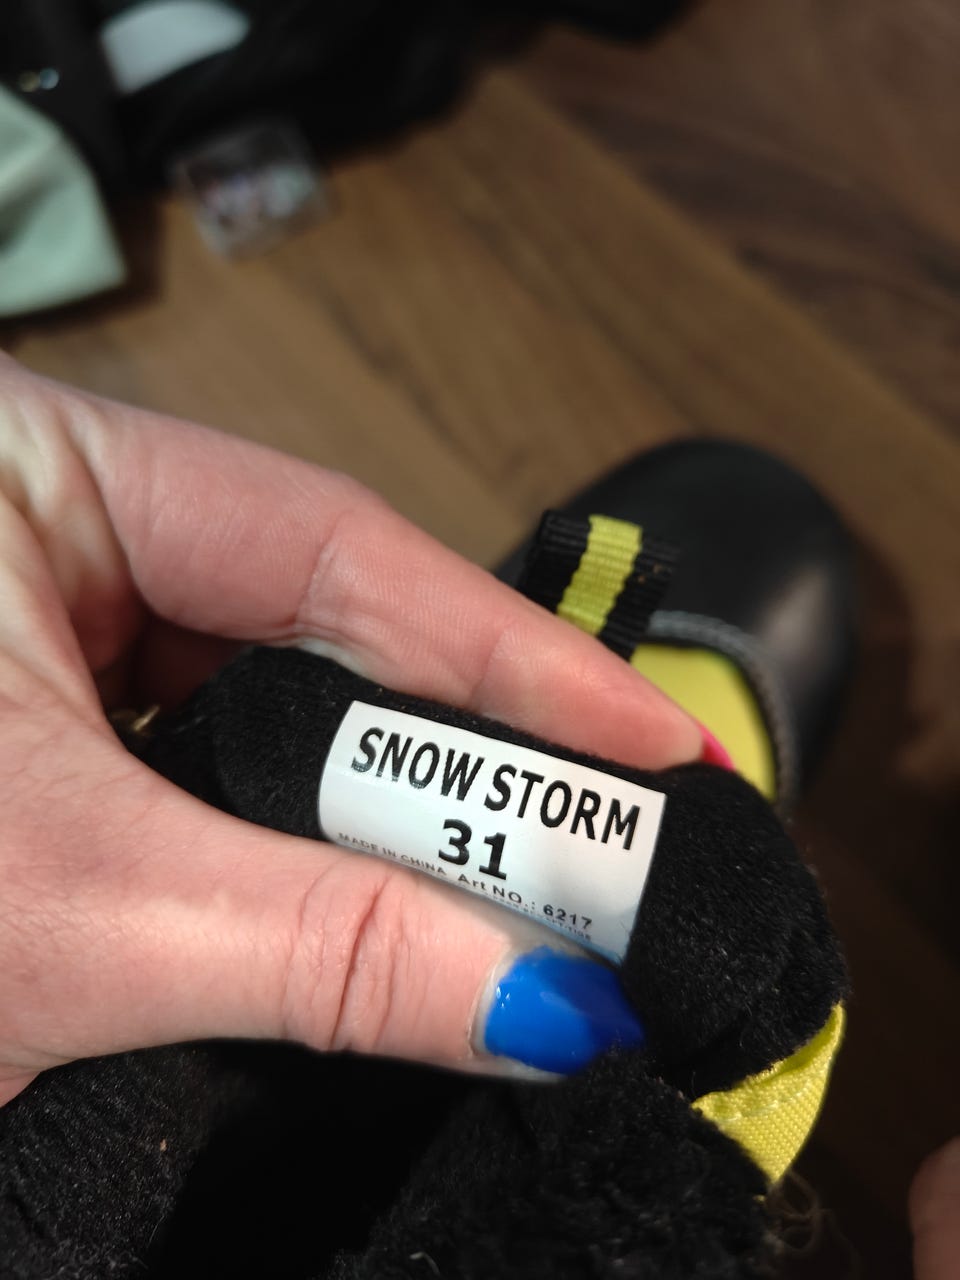 SNOW STORM
31
MADE IN CHINA Art NO.: 6217